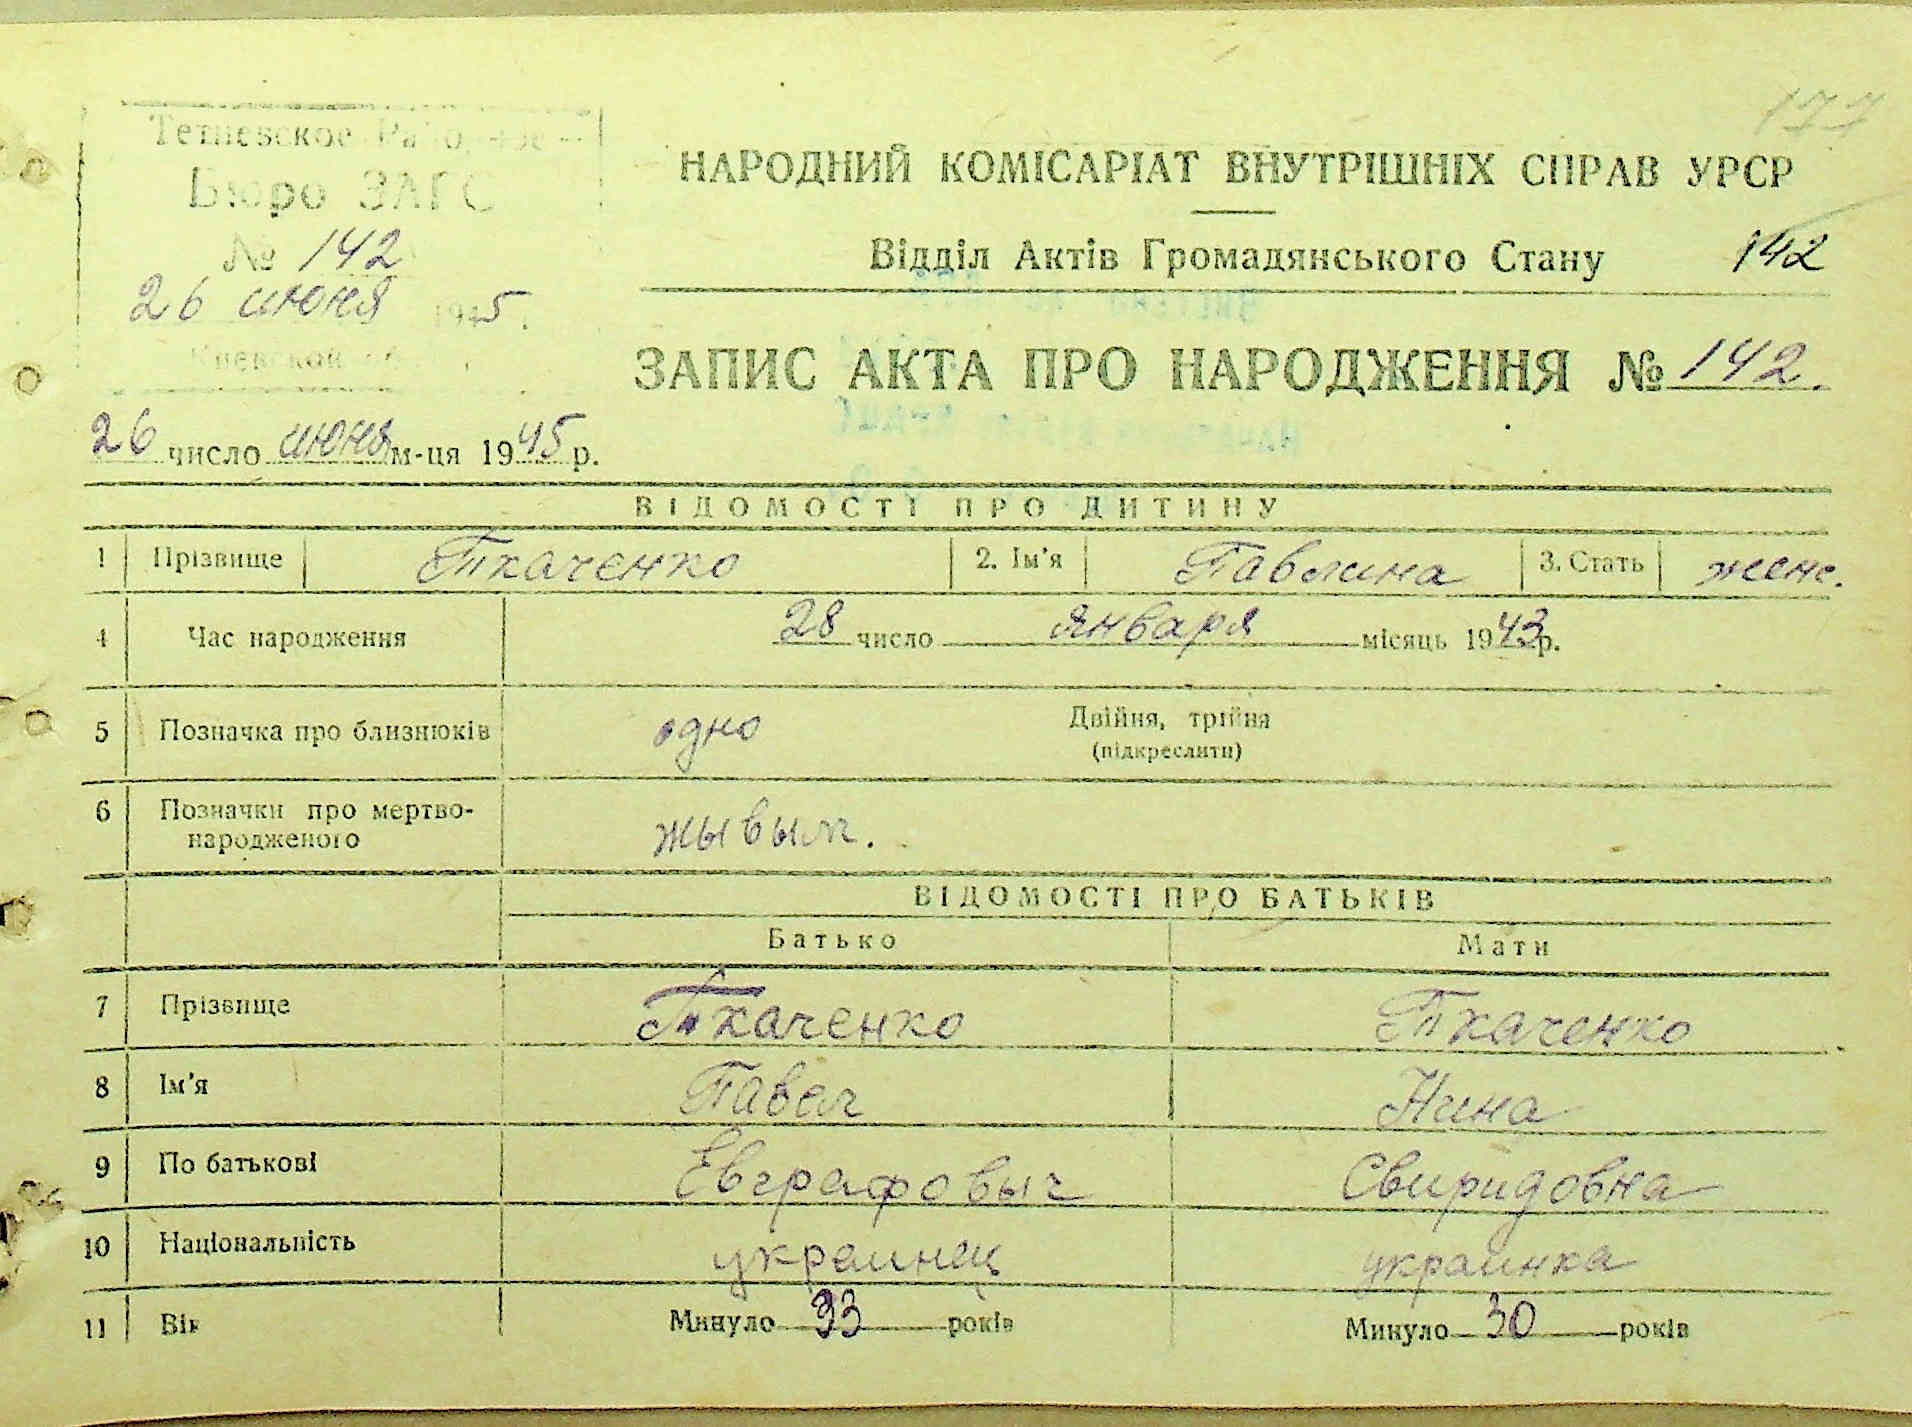 177
Тетиевское Районное
Бюро ЗАГС
№ 142
26 июня 1945.
Киевской
НАРОДНИЙ КОМІСАРІАТ ВНУТРІШНІХ СПРАВ УРСР
Відділ Актів Громадянського Стану 142
ЗАПИС АКТА ПРО НАРОДЖЕННЯ № 142.
26 число июня м-ця 1945 р.
ВІДОМОСТІ ПРО ДИТИНУ
1 Прізвище Ткаченко 2. Ім'я Павлина 3. Стать женс.
4 Час народження 28 число января місяць 1943р.
5 Позначка про близнюків одно Двійня, трійня
(підкреслити)
6 Позначки про мертво-
народженого жывым.
ВІДОМОСТІ ПРО БАТЬКІВ
Батько Мати
7 Прізвище Ткаченко Ткаченко
8 Ім'я Павел Нина
9 По батькові Евграфовыч Свиридовна
10 Національність украинец украинка
11 Вік Минуло 33 років Минуло 30 років